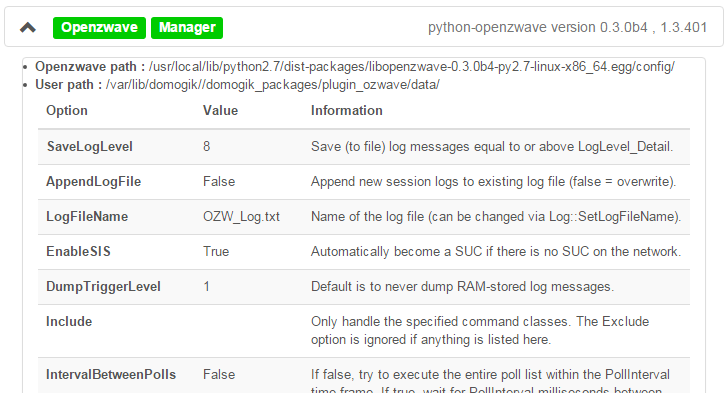 Openzwave Manager python-openzwave version 0.3.0b4 , 1.3.401
• Openzwave path : /usr/local/lib/python2.7/dist-packages/libopenzwave-0.3.0b4-py2.7-linux-x86_64.egg/config/
• User path : /var/lib/domogik//domogik_packages/plugin_ozwave/data/
Option Value Information
SaveLogLevel 8 Save (to file) log messages equal to or above LogLevel_Detail.
AppendLogFile False Append new session logs to existing log file (false = overwrite).
LogFileName OZW_Log.txt Name of the log file (can be changed via Log::SetLogFileName).
EnableSIS True Automatically become a SUC if there is no SUC on the network.
DumpTriggerLevel 1 Default is to never dump RAM-stored log messages.
Include Only handle the specified command classes. The Exclude
option is ignored if anything is listed here.
IntervalBetweenPolls False If false, try to execute the entire poll list within the PollInterval
time frame. If true, wait for PollInterval milliseconds between